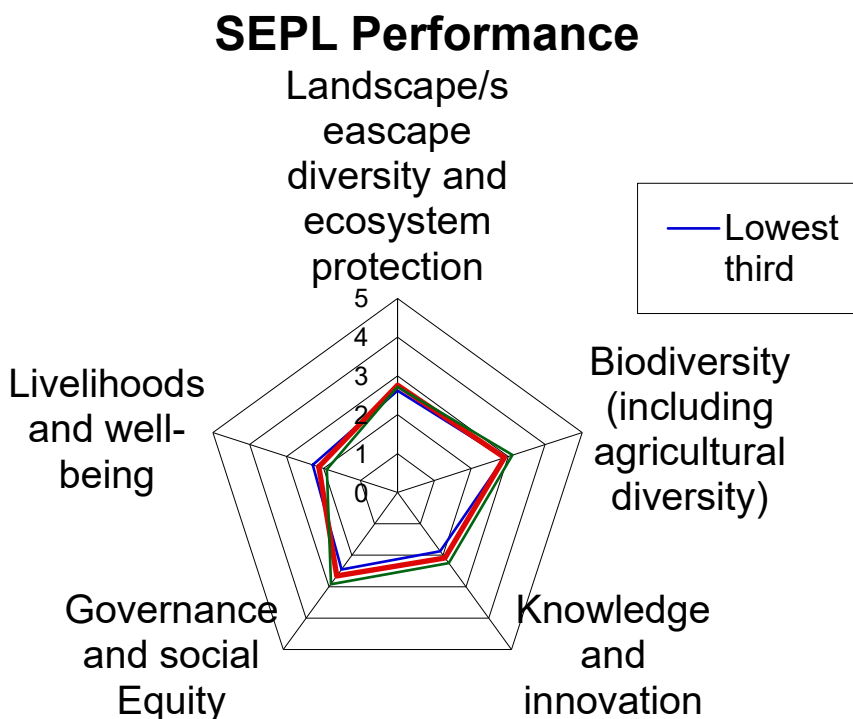 SEPL Performance
Landscape/s
eascape
diversity and
ecosystem
protection
Lowest
third
5
4
3
2
1
0
Biodiversity
(including
agricultural
diversity)
Livelihoods
and well-
being
Governance
and social
Equity
Knowledge
and
innovation